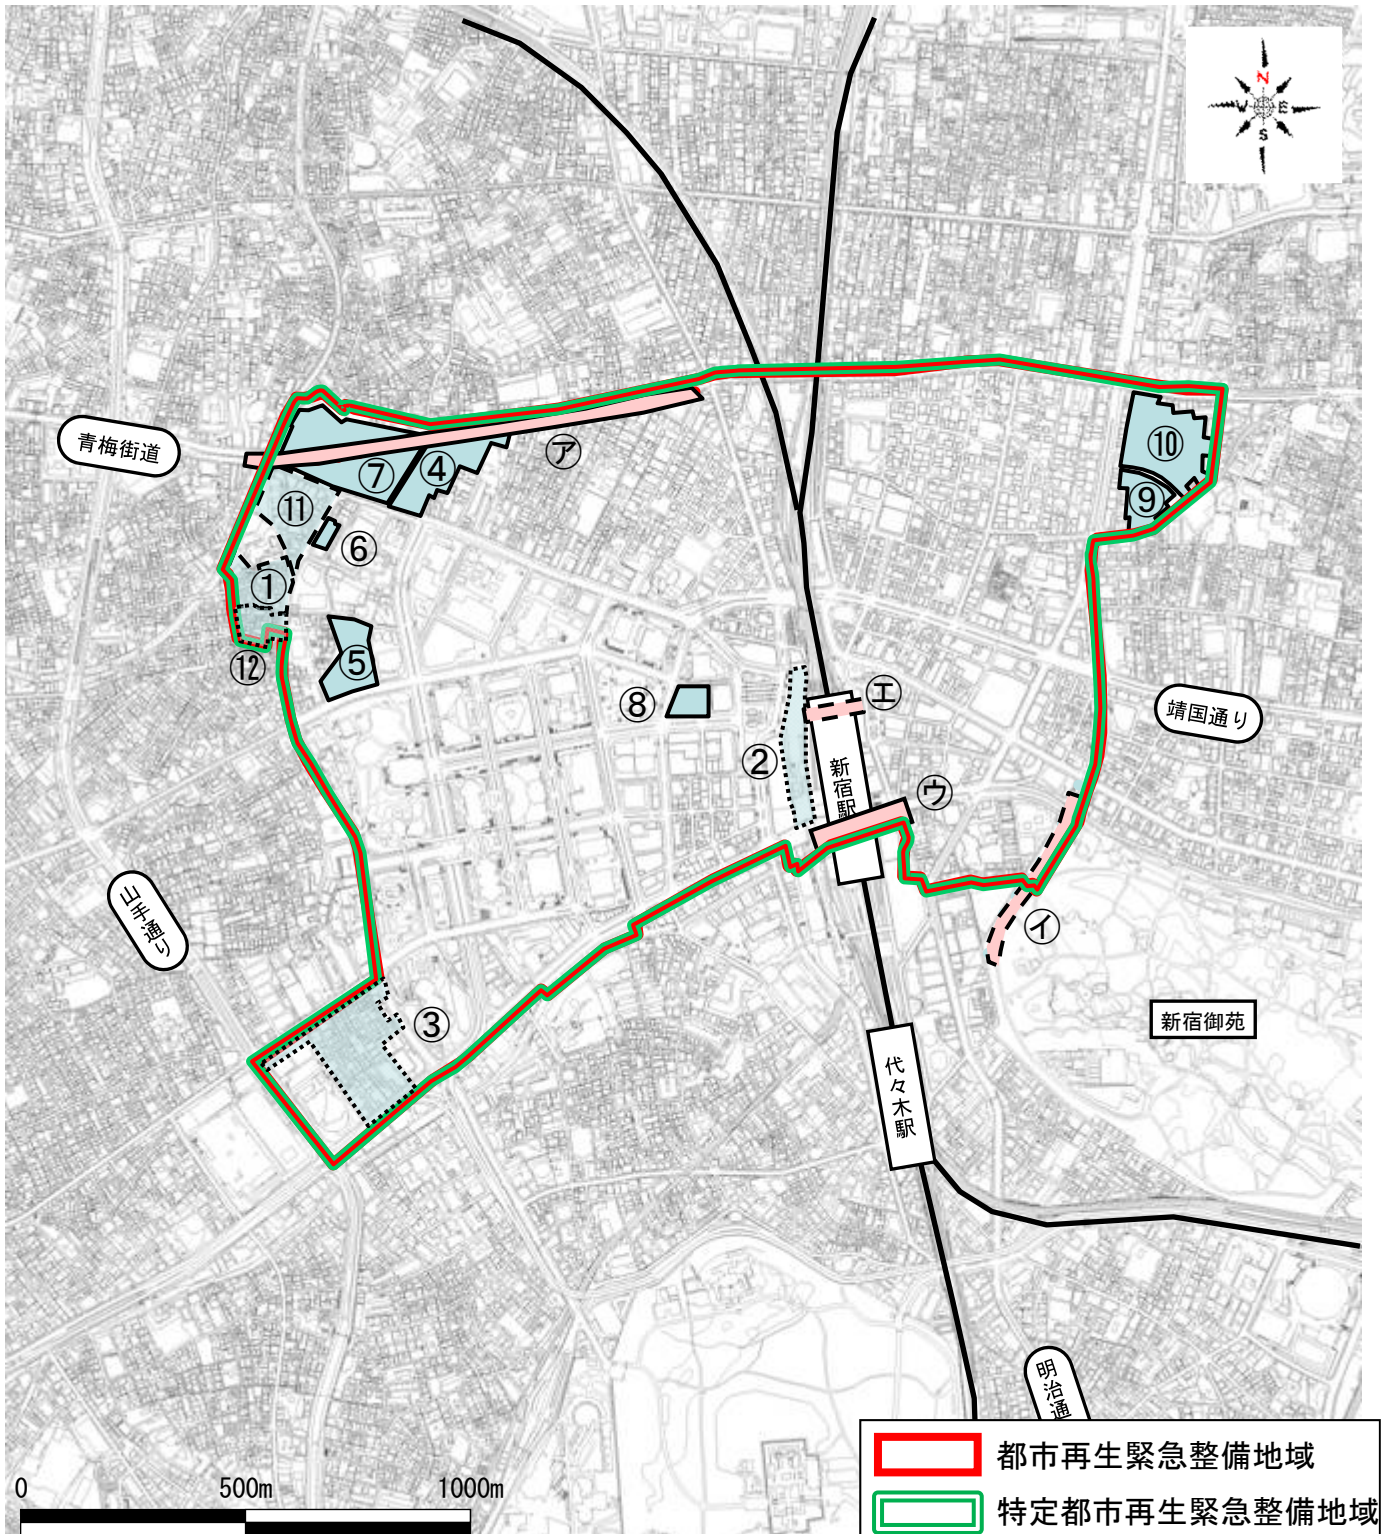 N
W E
S
青梅街道
ア
⑦
④
⑩
⑨
⑪
⑥
①
⑫
⑤
⑧
エ
②
新宿駅
ウ
靖国通り
イ
山手通り
③
新宿御苑
代々木駅
明治通
0 500m 1000m
都市再生緊急整備地域
特定都市再生緊急整備地域